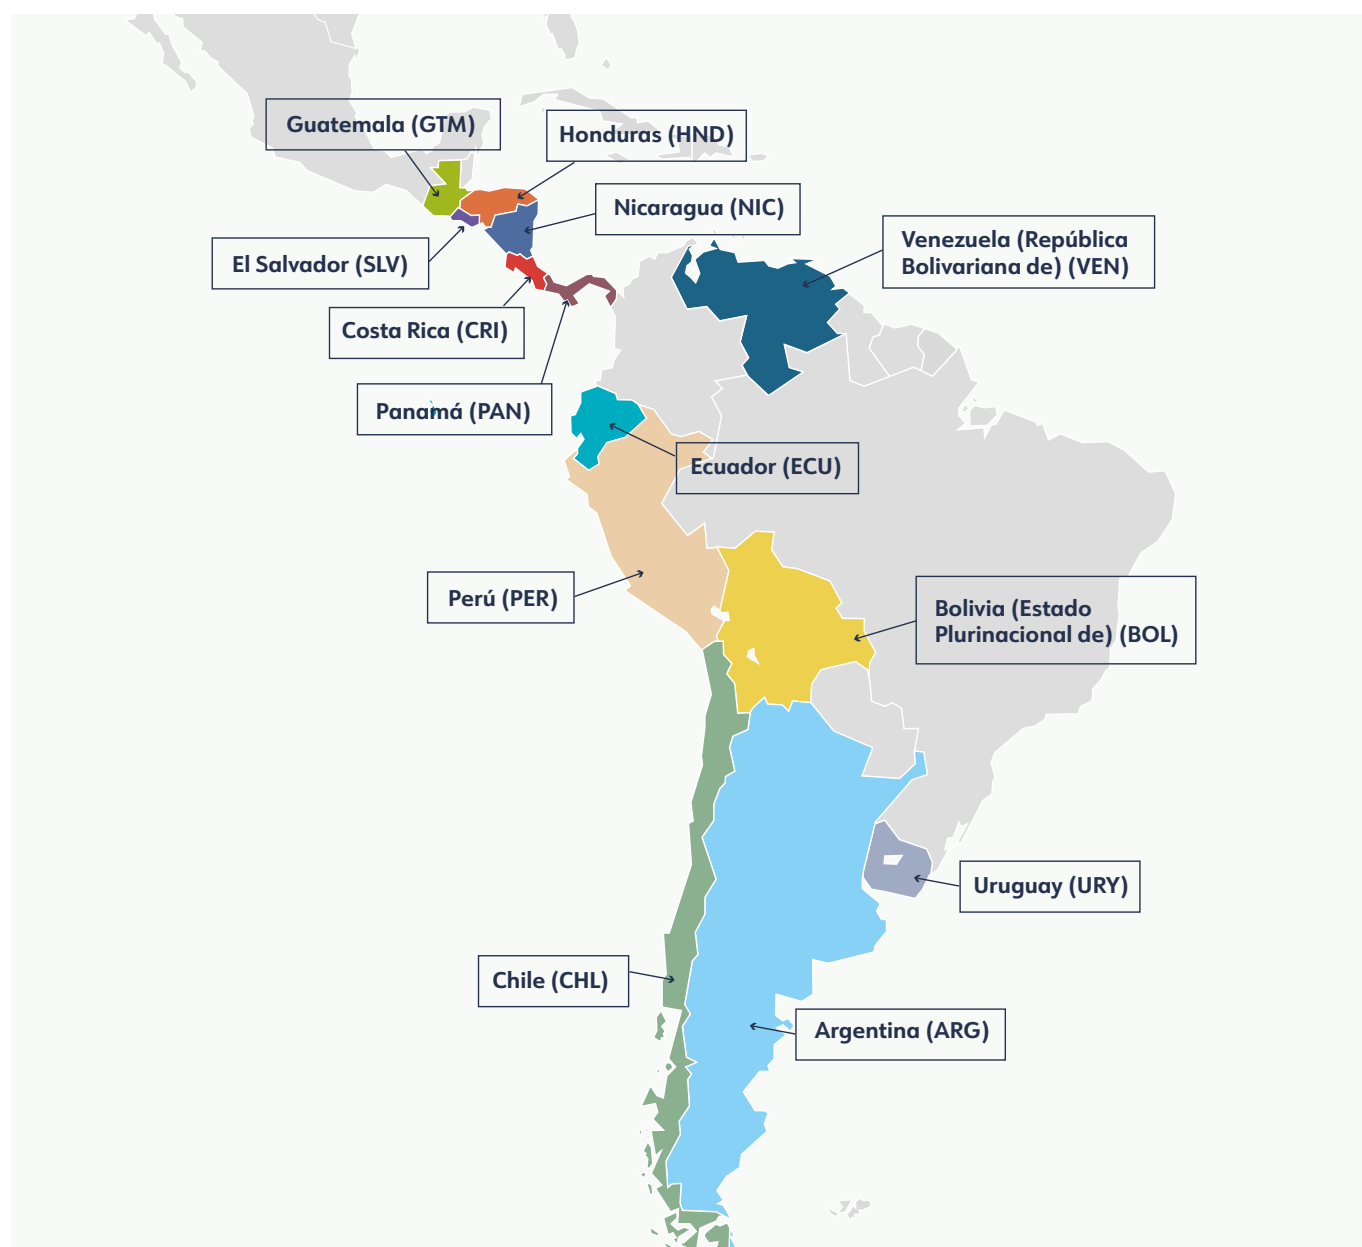 Guatemala (GTM)
Honduras (HND)
Nicaragua (NIC)
Venezuela (República
Bolivariana de) (VEN)
El Salvador (SLV)
Costa Rica (CRI)
Panamá (PAN)
Ecuador (ECU)
Perú (PER)
Bolivia (Estado
Plurinacional de) (BOL)
Uruguay (URY)
Chile (CHL)
Argentina (ARG)